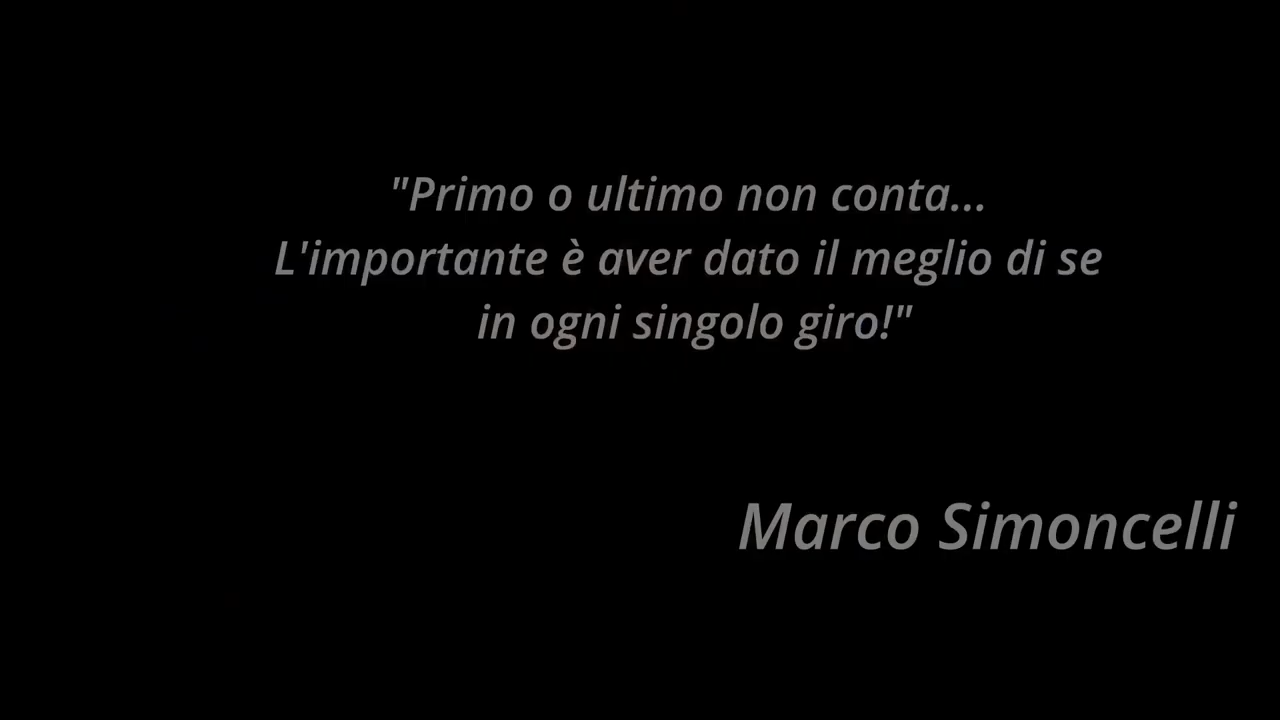 "Primo o ultimo non conta...
L'importante è aver dato il meglio di se
in ogni singolo giro!"
Marco Simoncelli